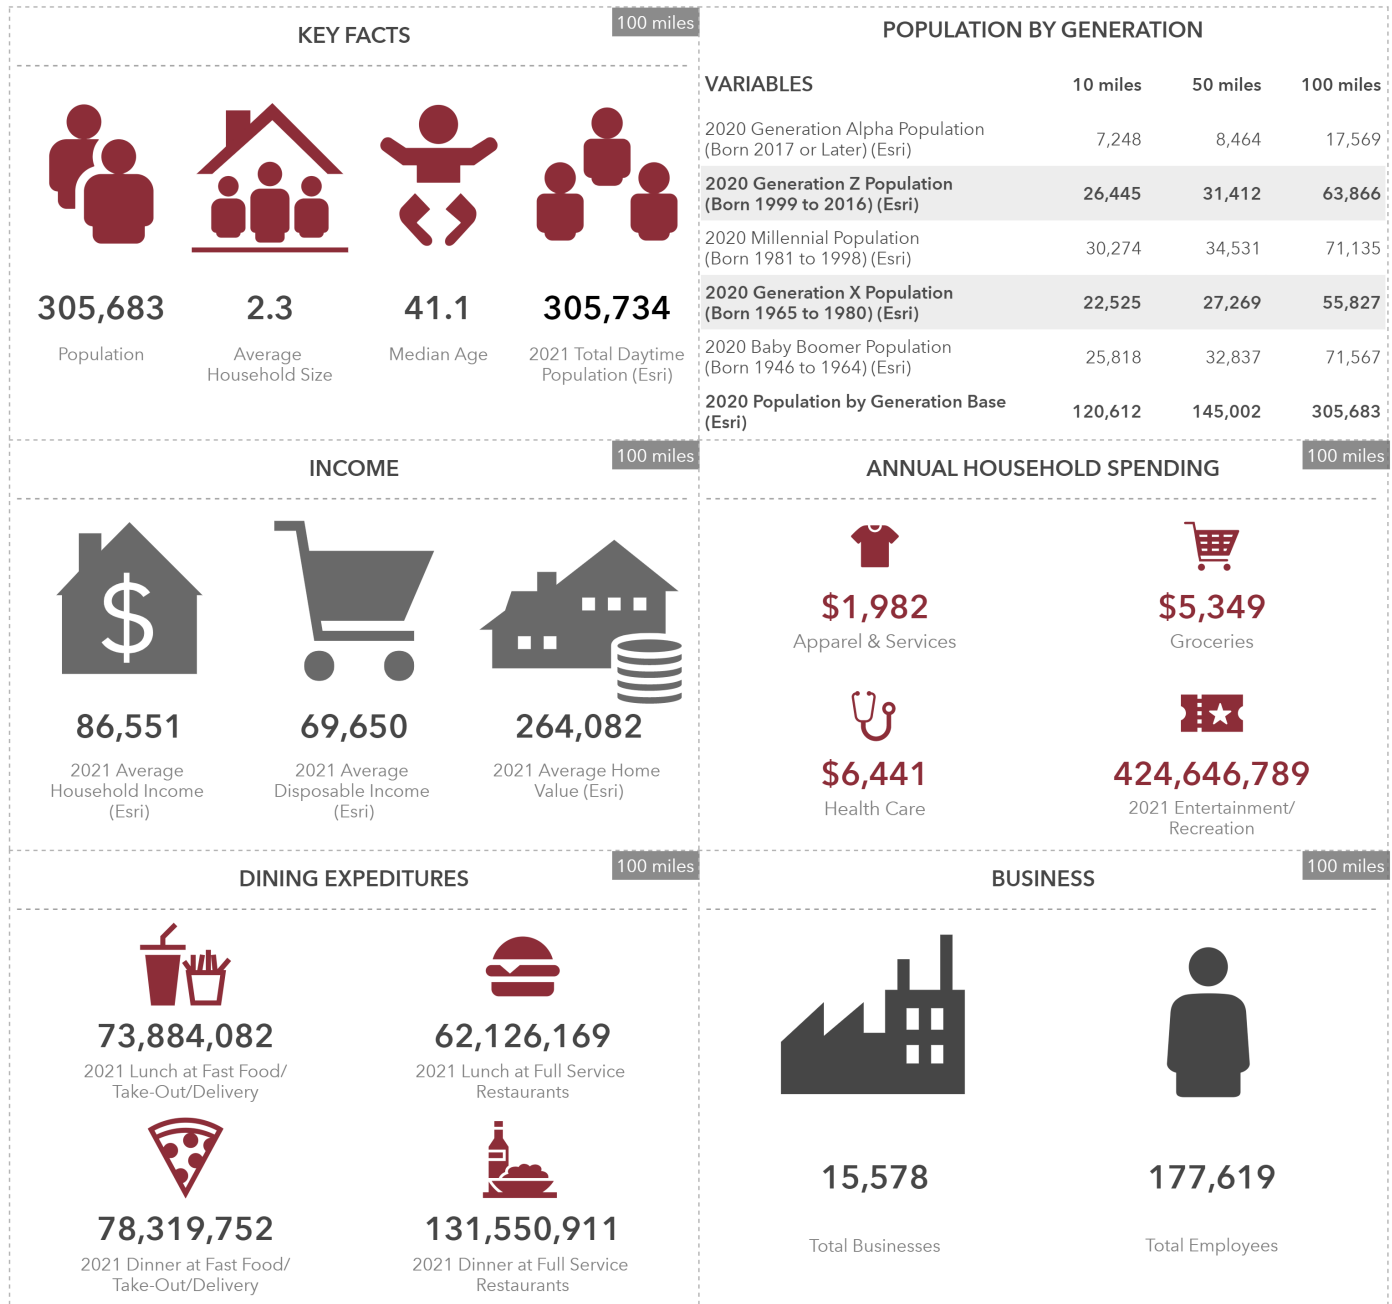 KEY FACTS
100 miles
305,683
Population
2.3
Average
Household Size
41.1
Median Age
305,734
2021 Total Daytime
Population (Esri)
POPULATION BY GENERATION
VARIABLES 10 miles 50 miles 100 miles
2020 Generation Alpha Population
(Born 2017 or Later) (Esri) 7,248 8,464 17,569
2020 Generation Z Population
(Born 1999 to 2016) (Esri) 26,445 31,412 63,866
2020 Millennial Population
(Born 1981 to 1998) (Esri) 30,274 34,531 71,135
2020 Generation X Population
(Born 1965 to 1980) (Esri) 22,525 27,269 55,827
2020 Baby Boomer Population
(Born 1946 to 1964) (Esri) 25,818 32,837 71,567
2020 Population by Generation Base
(Esri) 120,612 145,002 305,683
INCOME
100 miles
$
86,551
2021 Average
Household Income
(Esri)
69,650
2021 Average
Disposable Income
(Esri)
264,082
2021 Average Home
Value (Esri)
ANNUAL HOUSEHOLD SPENDING
100 miles
$1,982
Apparel & Services
$5,349
Groceries
$6,441
Health Care
424,646,789
2021 Entertainment/
Recreation
DINING EXPEDITURES
100 miles
73,884,082
2021 Lunch at Fast Food/
Take-Out/Delivery
62,126,169
2021 Lunch at Full Service
Restaurants
78,319,752
2021 Dinner at Fast Food/
Take-Out/Delivery
131,550,911
2021 Dinner at Full Service
Restaurants
BUSINESS
100 miles
15,578
Total Businesses
177,619
Total Employees